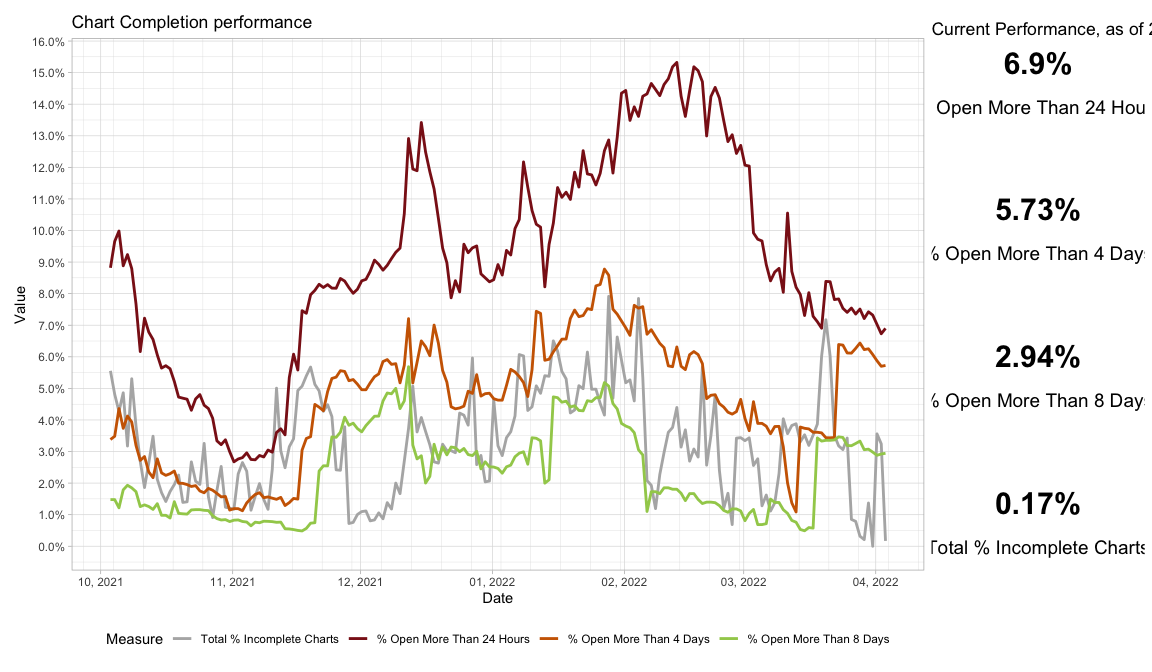 Chart Completion performance
16.0%
15.0%
14.0%
13.0%
12.0%
11.0%
10.0%
9.0%
8.0%
7.0%
6.0%
5.0%
4.0%
3.0%
2.0%
1.0%
0.0%
Value
10, 2021
11, 2021
12, 2021
01, 2022
02, 2022
03, 2022
04, 2022
Date
Measure
Total % Incomplete Charts
% Open More Than 24 Hours
% Open More Than 4 Days
% Open More Than 8 Days
Current Performance, as of 2
6.9%
Open More Than 24 Hou
5.73%
% Open More Than 4 Days
2.94%
% Open More Than 8 Days
0.17%
Total % Incomplete Charts